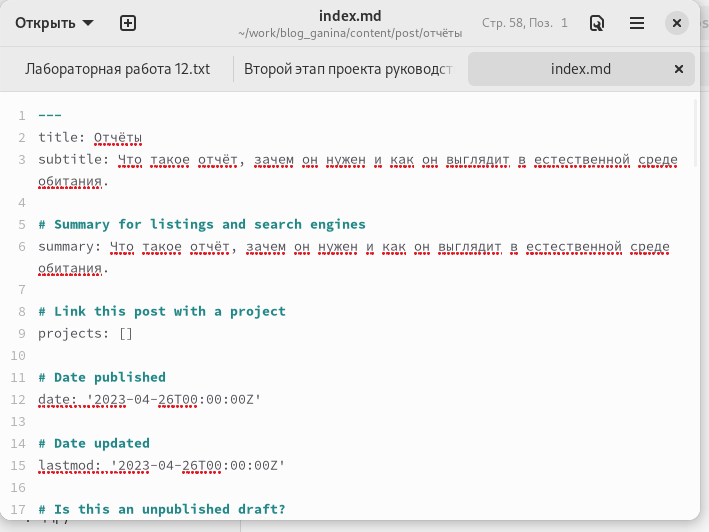 Открыть
index.md
~/work/blog_ganina/content/post/отчёты
Стр. 58, Поз. 1
Лабораторная работа 12.txt
Второй этап проекта руководст
index.md
1 ---
2 title: Отчёты
3 subtitle: Что такое отчёт, зачем он нужен и как он выглядит в естественной среде
обитания.
4
5 # Summary for listings and search engines
6 summary: Что такое отчёт, зачем он нужен и как он выглядит в естественной среде
обитания.
7
8 # Link this post with a project
9 projects: []
10
11 # Date published
12 date: '2023-04-26T00:00:00Z'
13
14 # Date updated
15 lastmod: '2023-04-26T00:00:00Z'
16
17 # Is this an unpublished draft?